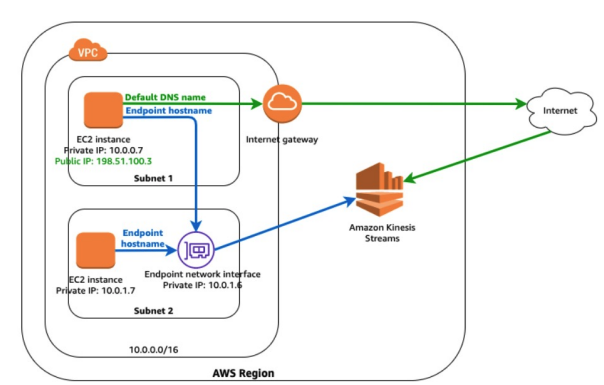 VPC
Default DNS name
Endpoint hostname
EC2 instance
Private IP: 10.0.0.7
Public IP: 198.51.100.3
Subnet 1
Internet gateway
Internet
Amazon Kinesis
Streams
Endpoint
hostname
EC2 instance
Private IP: 10.0.1.7
Endpoint network interface
Private IP: 10.0.1.6
Subnet 2
10.0.0.0/16
AWS Region